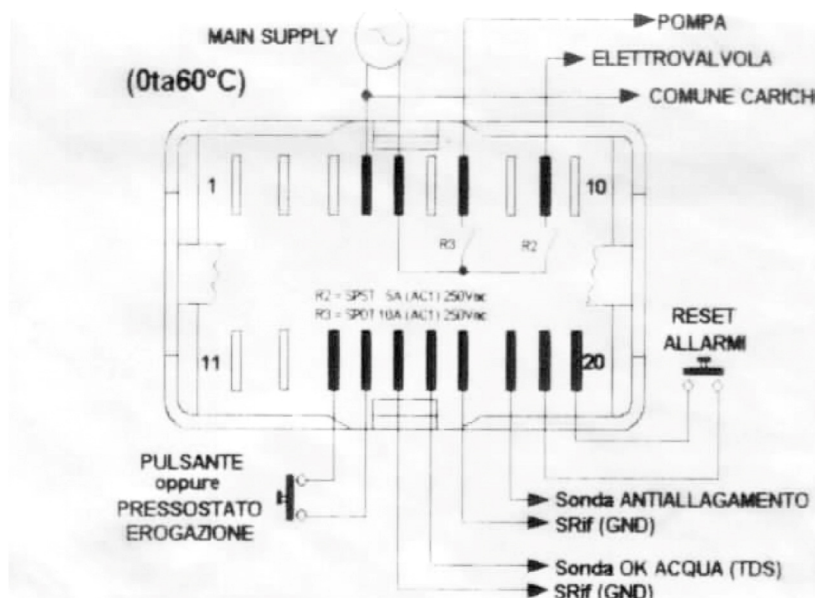 MAIN SUPPLY
POMPA
ELETTROVALVOLA
COMUNE CARICHI
(0ta60°C)
1
10
R3
R2
R2 = SPST 5A (AC1) 250Vac
R3 = SPDT 10A (AC1) 250Vac
11
20
RESET
ALLARMI
PULSANTE
oppure
PRESSOSTATO
EROGAZIONE
Sonda ANTIALLAGAMENTO
SRif (GND)
Sonda OK ACQUA (TDS)
SRif (GND)